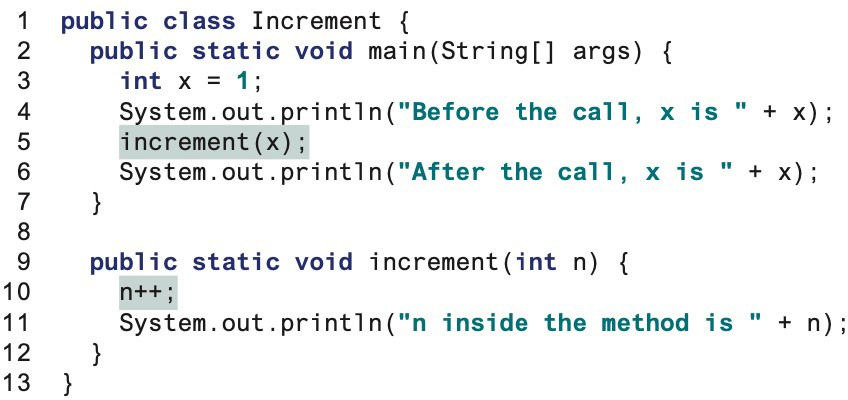 1 public class Increment {
2 public static void main(String[] args) {
3 int x = 1;
4 System.out.println("Before the call, x is " + x);
5 increment(x);
6 System.out.println("After the call, x is " + x);
7 }
8
9 public static void increment(int n) {
10 n++;
11 System.out.println("n inside the method is " + n);
12 }
13 }